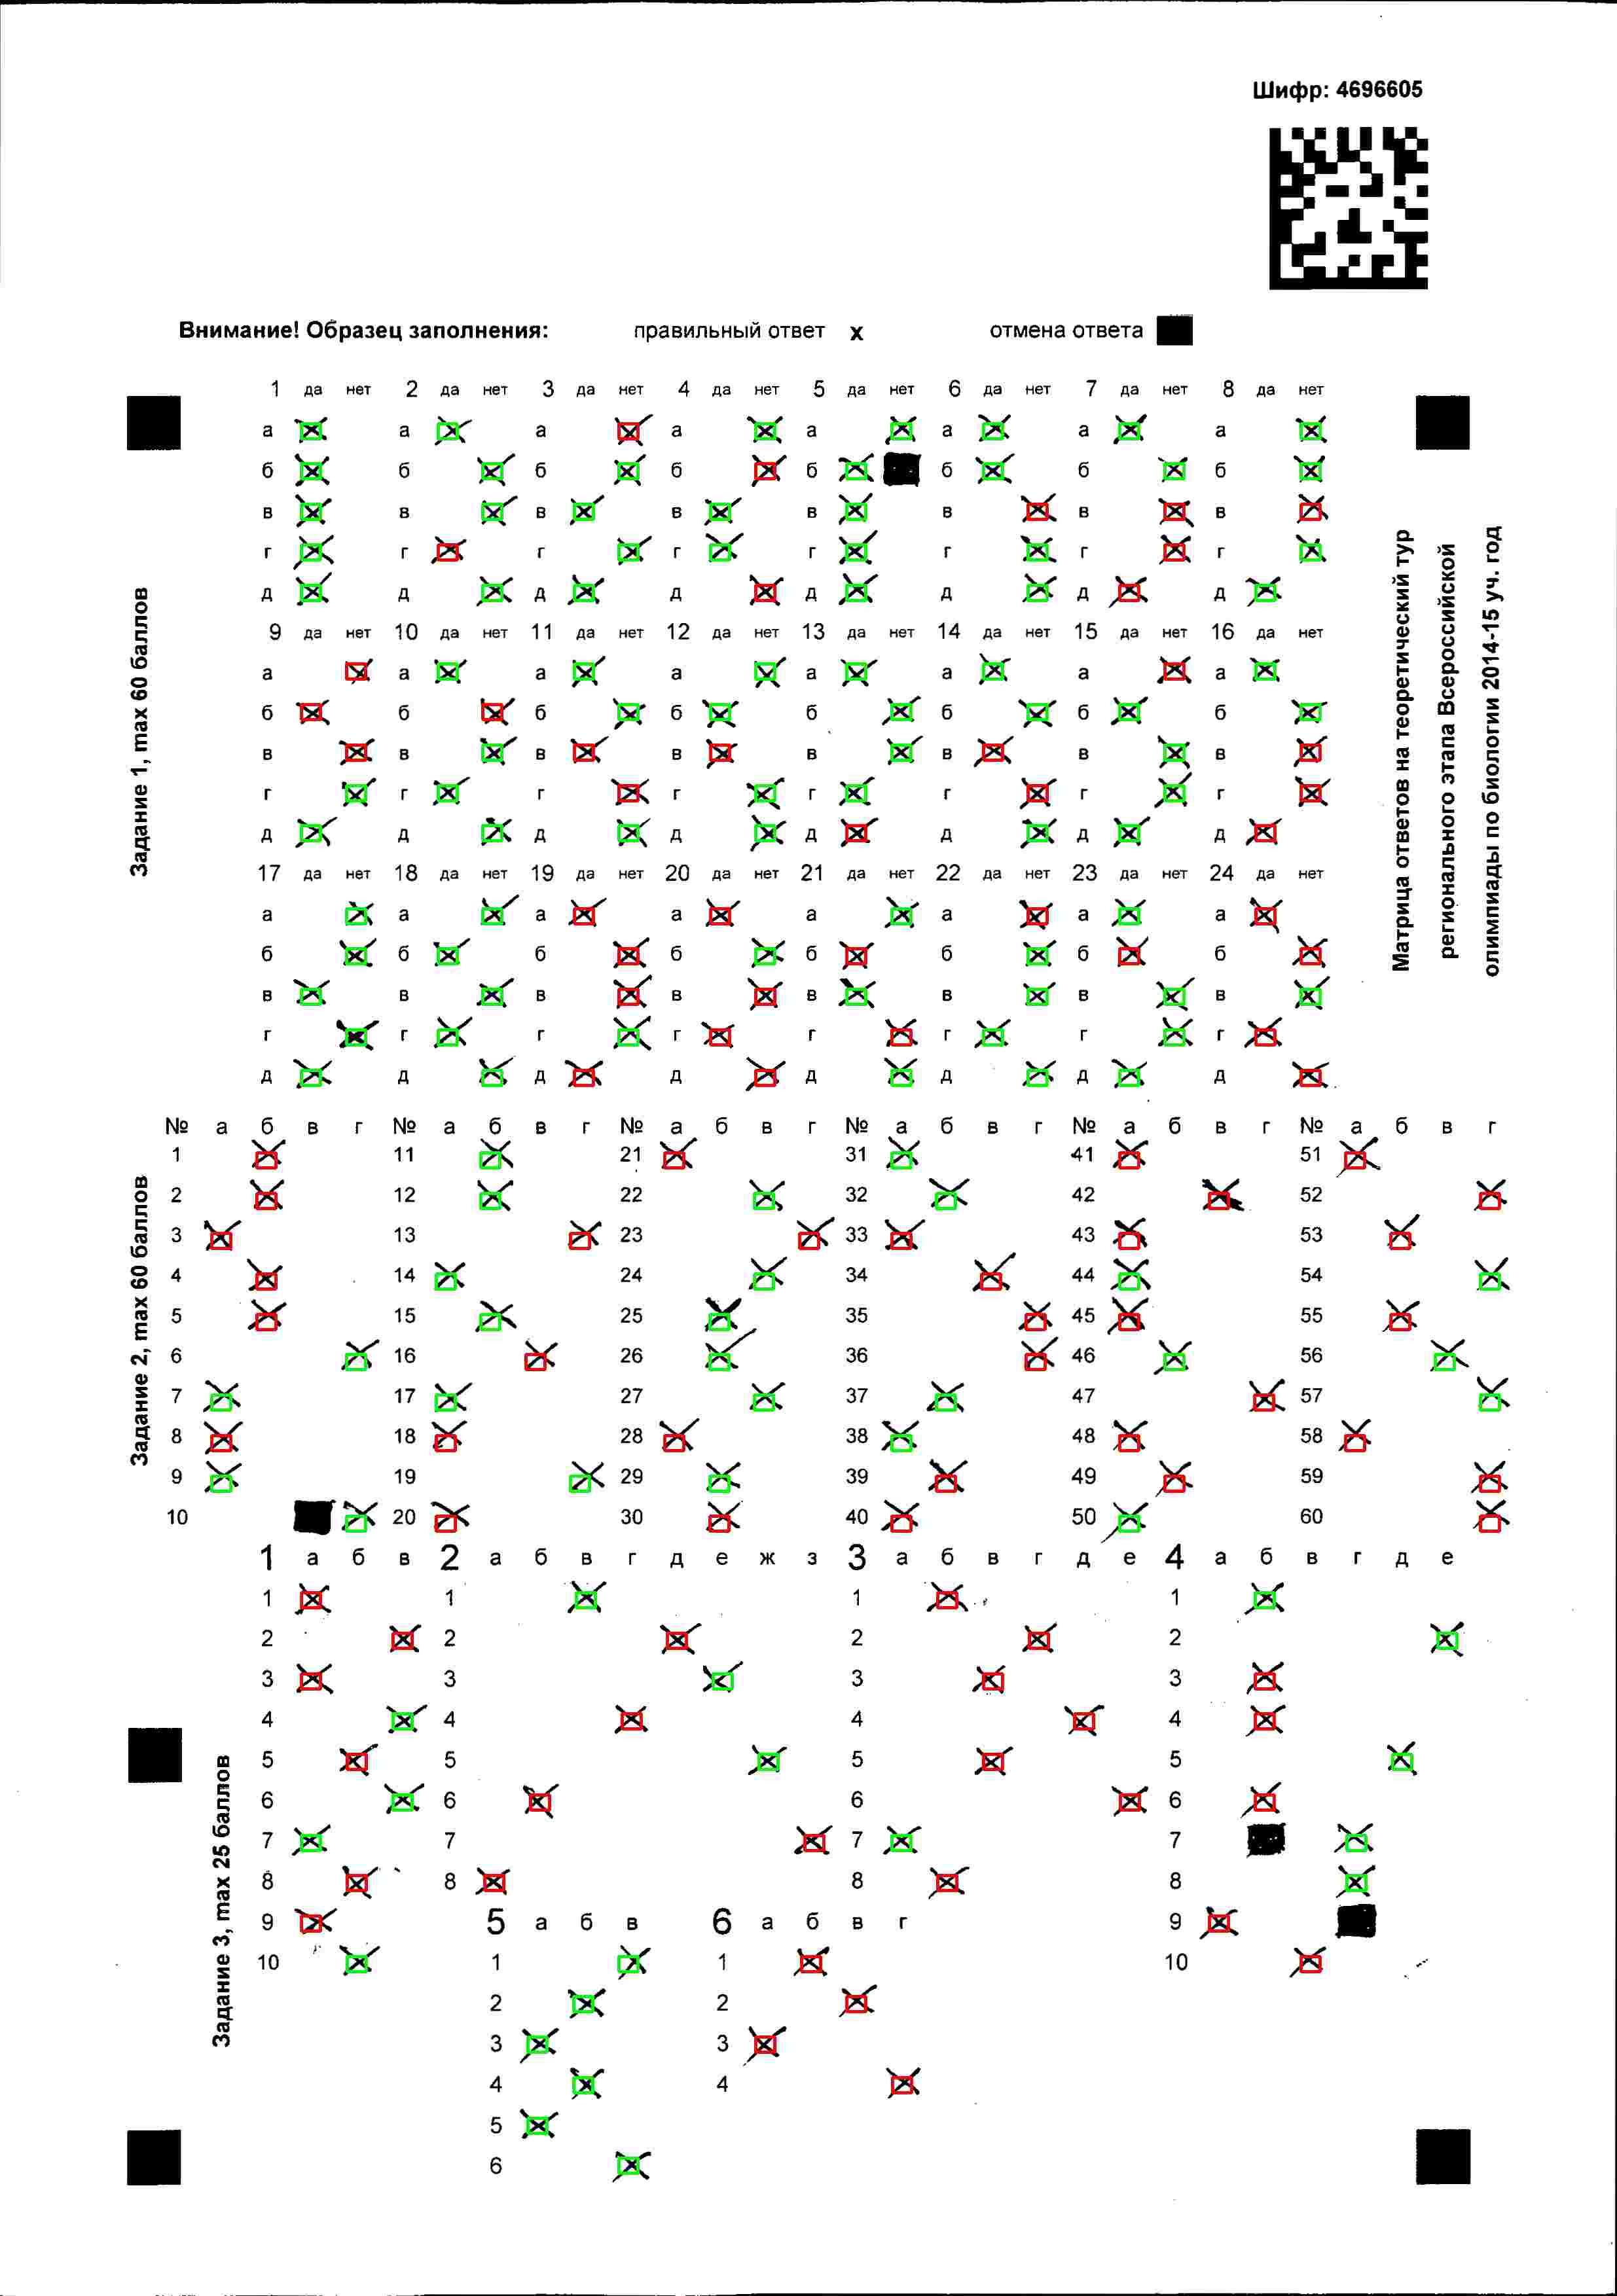 Шифр: 4696605
Внимание! Образец заполнения: правильный ответ x отмена ответа
1 да нет 2 да нет 3 да нет 4 да нет 5 да нет 6 да нет 7 да нет 8 да нет
а а а а а а а а
б б б б б б б б
в в в в в в в в
г г г г г г г г
д д д д д д д д
9 да нет 10 да нет 11 да нет 12 да нет 13 да нет 14 да нет 15 да нет 16 да нет
а а а а а а а а
б б б б б б б б
в в в в в в в в
г г г г г г г г
д д д д д д д д
17 да нет 18 да нет 19 да нет 20 да нет 21 да нет 22 да нет 23 да нет 24 да нет
а а а а а а а а
б б б б б б б б
в в в в в в в в
г г г г г г г г
д д д д д д д д
Задание 1, max 60 баллов
Матрица ответов на теоретический тур
регионального этапа Всероссийской
олимпиады по биологии 2014-15 уч. год
№ а б в г № а б в г № а б в г № а б в г № а б в г № а б в г
1 11 21 31 41 51
2 12 22 32 42 52
3 13 23 33 43 53
4 14 24 34 44 54
5 15 25 35 45 55
6 16 26 36 46 56
7 17 27 37 47 57
8 18 28 38 48 58
9 19 29 39 49 59
10 20 30 40 50 60
Задание 2, max 60 баллов
1 а б в 2 а б в г д е ж з 3 а б в г д е 4 а б в г д е
1 1 1 1
2 2 2 2
3 3 3 3
4 4 4 4
5 5 5 5
6 6 6 6
7 7 7 7
8 8 8 8
9 5 а б в 6 а б в г 9
10 1 1 10
2 2
3 3
4 4
5
6
Задание 3, max 25 баллов